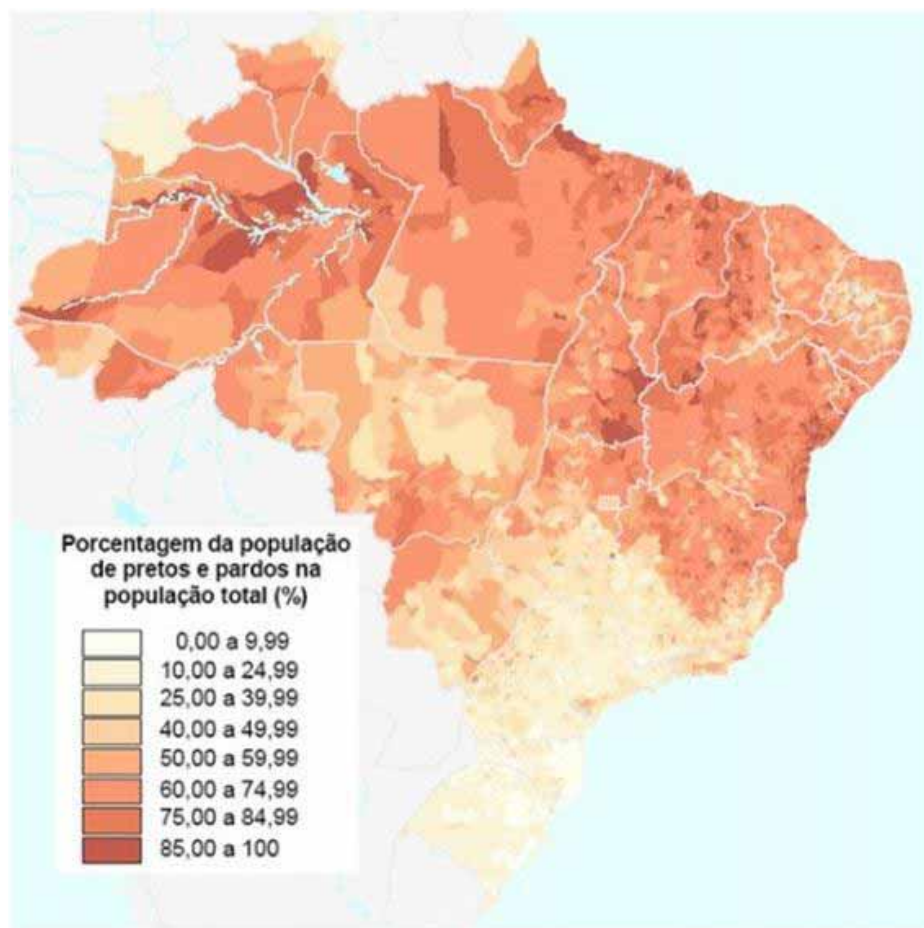 Porcentagem da população
de pretos e pardos na
população total (%)
0,00 a 9,99
10,00 a 24,99
25,00 a 39,99
40,00 a 49,99
50,00 a 59,99
60,00 a 74,99
75,00 a 84,99
85,00 a 100